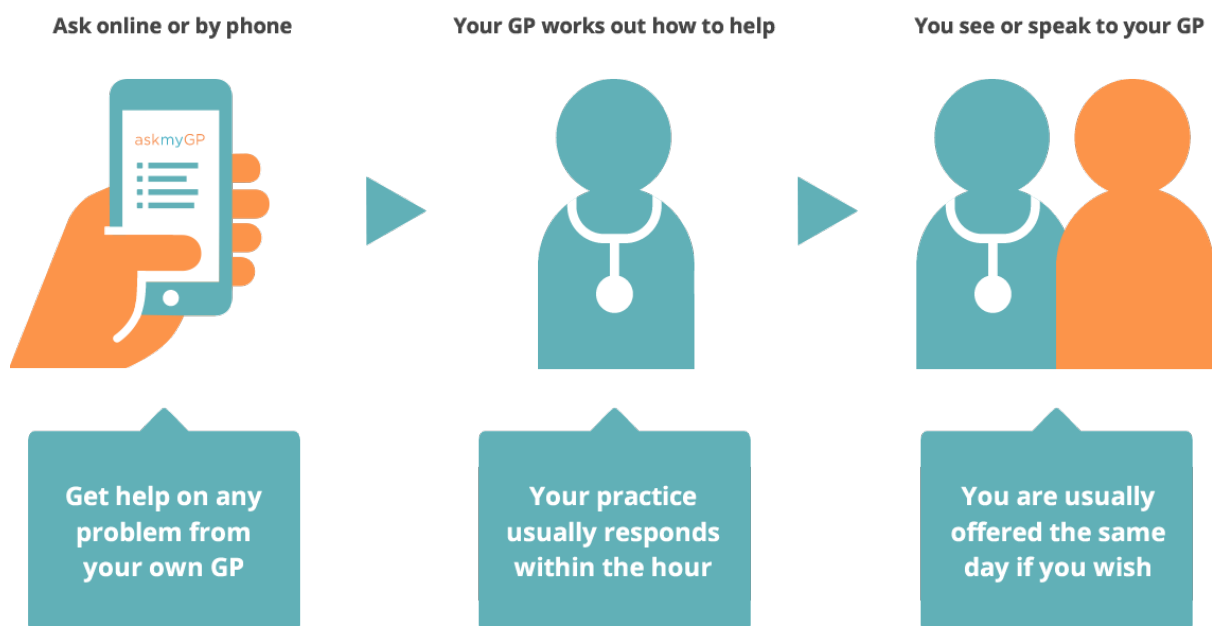 Ask online or by phone
Your GP works out how to help
You see or speak to your GP
askmyGP
Get help on any
problem from
your own GP
Your practice
usually responds
within the hour
You are usually
offered the same
day if you wish